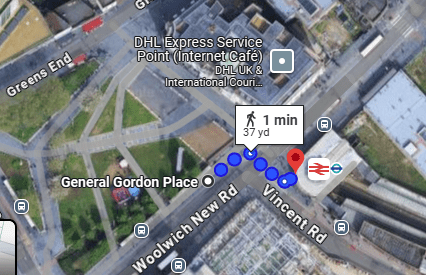 Gr
Greens End
DHL Express Service
Point (Internet Café)
DHL UK &
International Couri...
1 min
37 yd
General Gordon Place
Woolwich New Rd
Vincent Rd